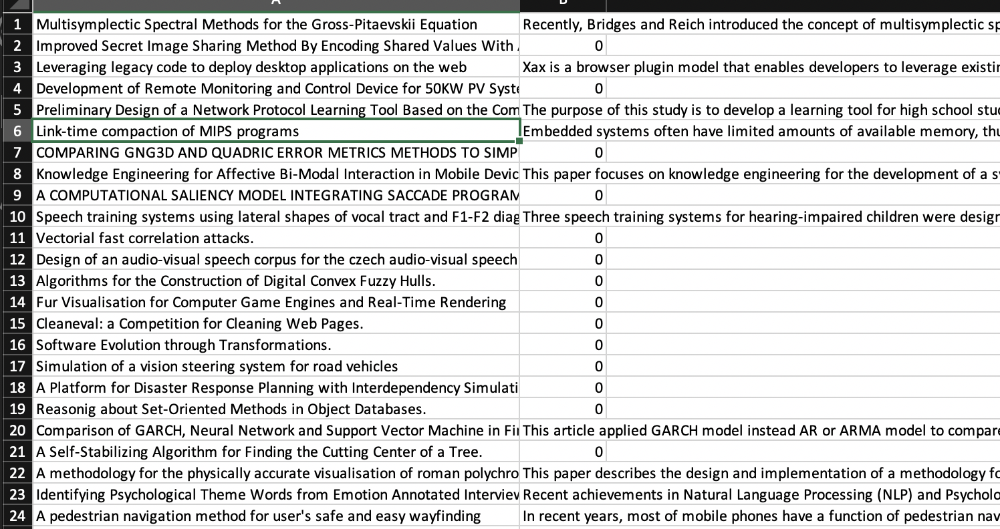 A B
1 Multisymplectic Spectral Methods for the Gross-Pitaevskii Equation Recently, Bridges and Reich introduced the concept of multisymplectic sp
2 Improved Secret Image Sharing Method By Encoding Shared Values With 0
3 Leveraging legacy code to deploy desktop applications on the web Xax is a browser plugin model that enables developers to leverage existin
4 Development of Remote Monitoring and Control Device for 50KW PV Syste 0
5 Preliminary Design of a Network Protocol Learning Tool Based on the Com The purpose of this study is to develop a learning tool for high school stud
6 Link-time compaction of MIPS programs Embedded systems often have limited amounts of available memory, thu
7 COMPARING GNG3D AND QUADRIC ERROR METRICS METHODS TO SIMP 0
8 Knowledge Engineering for Affective Bi-Modal Interaction in Mobile Devic This paper focuses on knowledge engineering for the development of a sy
9 A COMPUTATIONAL SALIENCY MODEL INTEGRATING SACCADE PROGRAM 0
10 Speech training systems using lateral shapes of vocal tract and F1-F2 diag Three speech training systems for hearing-impaired children were design
11 Vectorial fast correlation attacks. 0
12 Design of an audio-visual speech corpus for the czech audio-visual speech 0
13 Algorithms for the Construction of Digital Convex Fuzzy Hulls. 0
14 Fur Visualisation for Computer Game Engines and Real-Time Rendering 0
15 Cleaneval: a Competition for Cleaning Web Pages. 0
16 Software Evolution through Transformations. 0
17 Simulation of a vision steering system for road vehicles 0
18 A Platform for Disaster Response Planning with Interdependency Simulati 0
19 Reasonig about Set-Oriented Methods in Object Databases. 0
20 Comparison of GARCH, Neural Network and Support Vector Machine in Fi This article applied GARCH model instead AR or ARMA model to compare
21 A Self-Stabilizing Algorithm for Finding the Cutting Center of a Tree. 0
22 A methodology for the physically accurate visualisation of roman polychro This paper describes the design and implementation of a methodology fo
23 Identifying Psychological Theme Words from Emotion Annotated Interview Recent achievements in Natural Language Processing (NLP) and Psycholo
24 A pedestrian navigation method for user's safe and easy wayfinding In recent years, most of mobile phones have a function of pedestrian nav